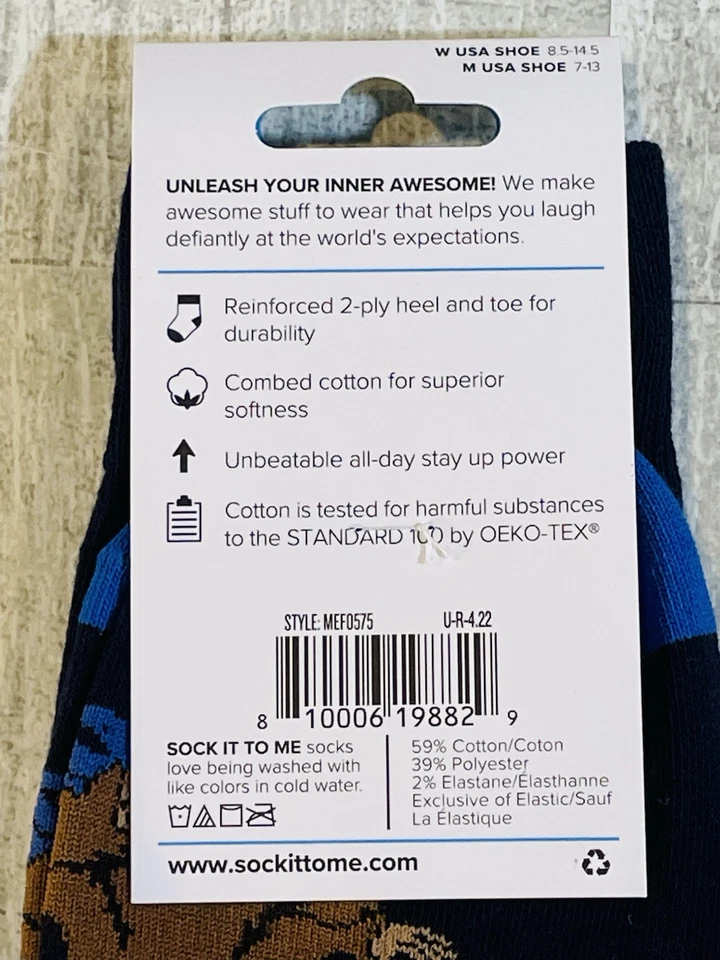 W USA SHOE 8.5-14.5
M USA SHOE 7-13
UNLEASH YOUR INNER AWESOME! We make
awesome stuff to wear that helps you laugh
defiantly at the world's expectations.
Reinforced 2-ply heel and toe for
durability
Combed cotton for superior
softness
Unbeatable all-day stay up power
Cotton is tested for harmful substances
to the STANDARD 100 by OEKO-TEX®
STYLE: MEF0575 U-R-4.22
8 10006 19882 9
SOCK IT TO ME socks
love being washed with
like colors in cold water.
59% Cotton/Coton
39% Polyester
2% Elastane/Élasthanne
Exclusive of Elastic/Sauf
La Élastique
www.sockittome.com